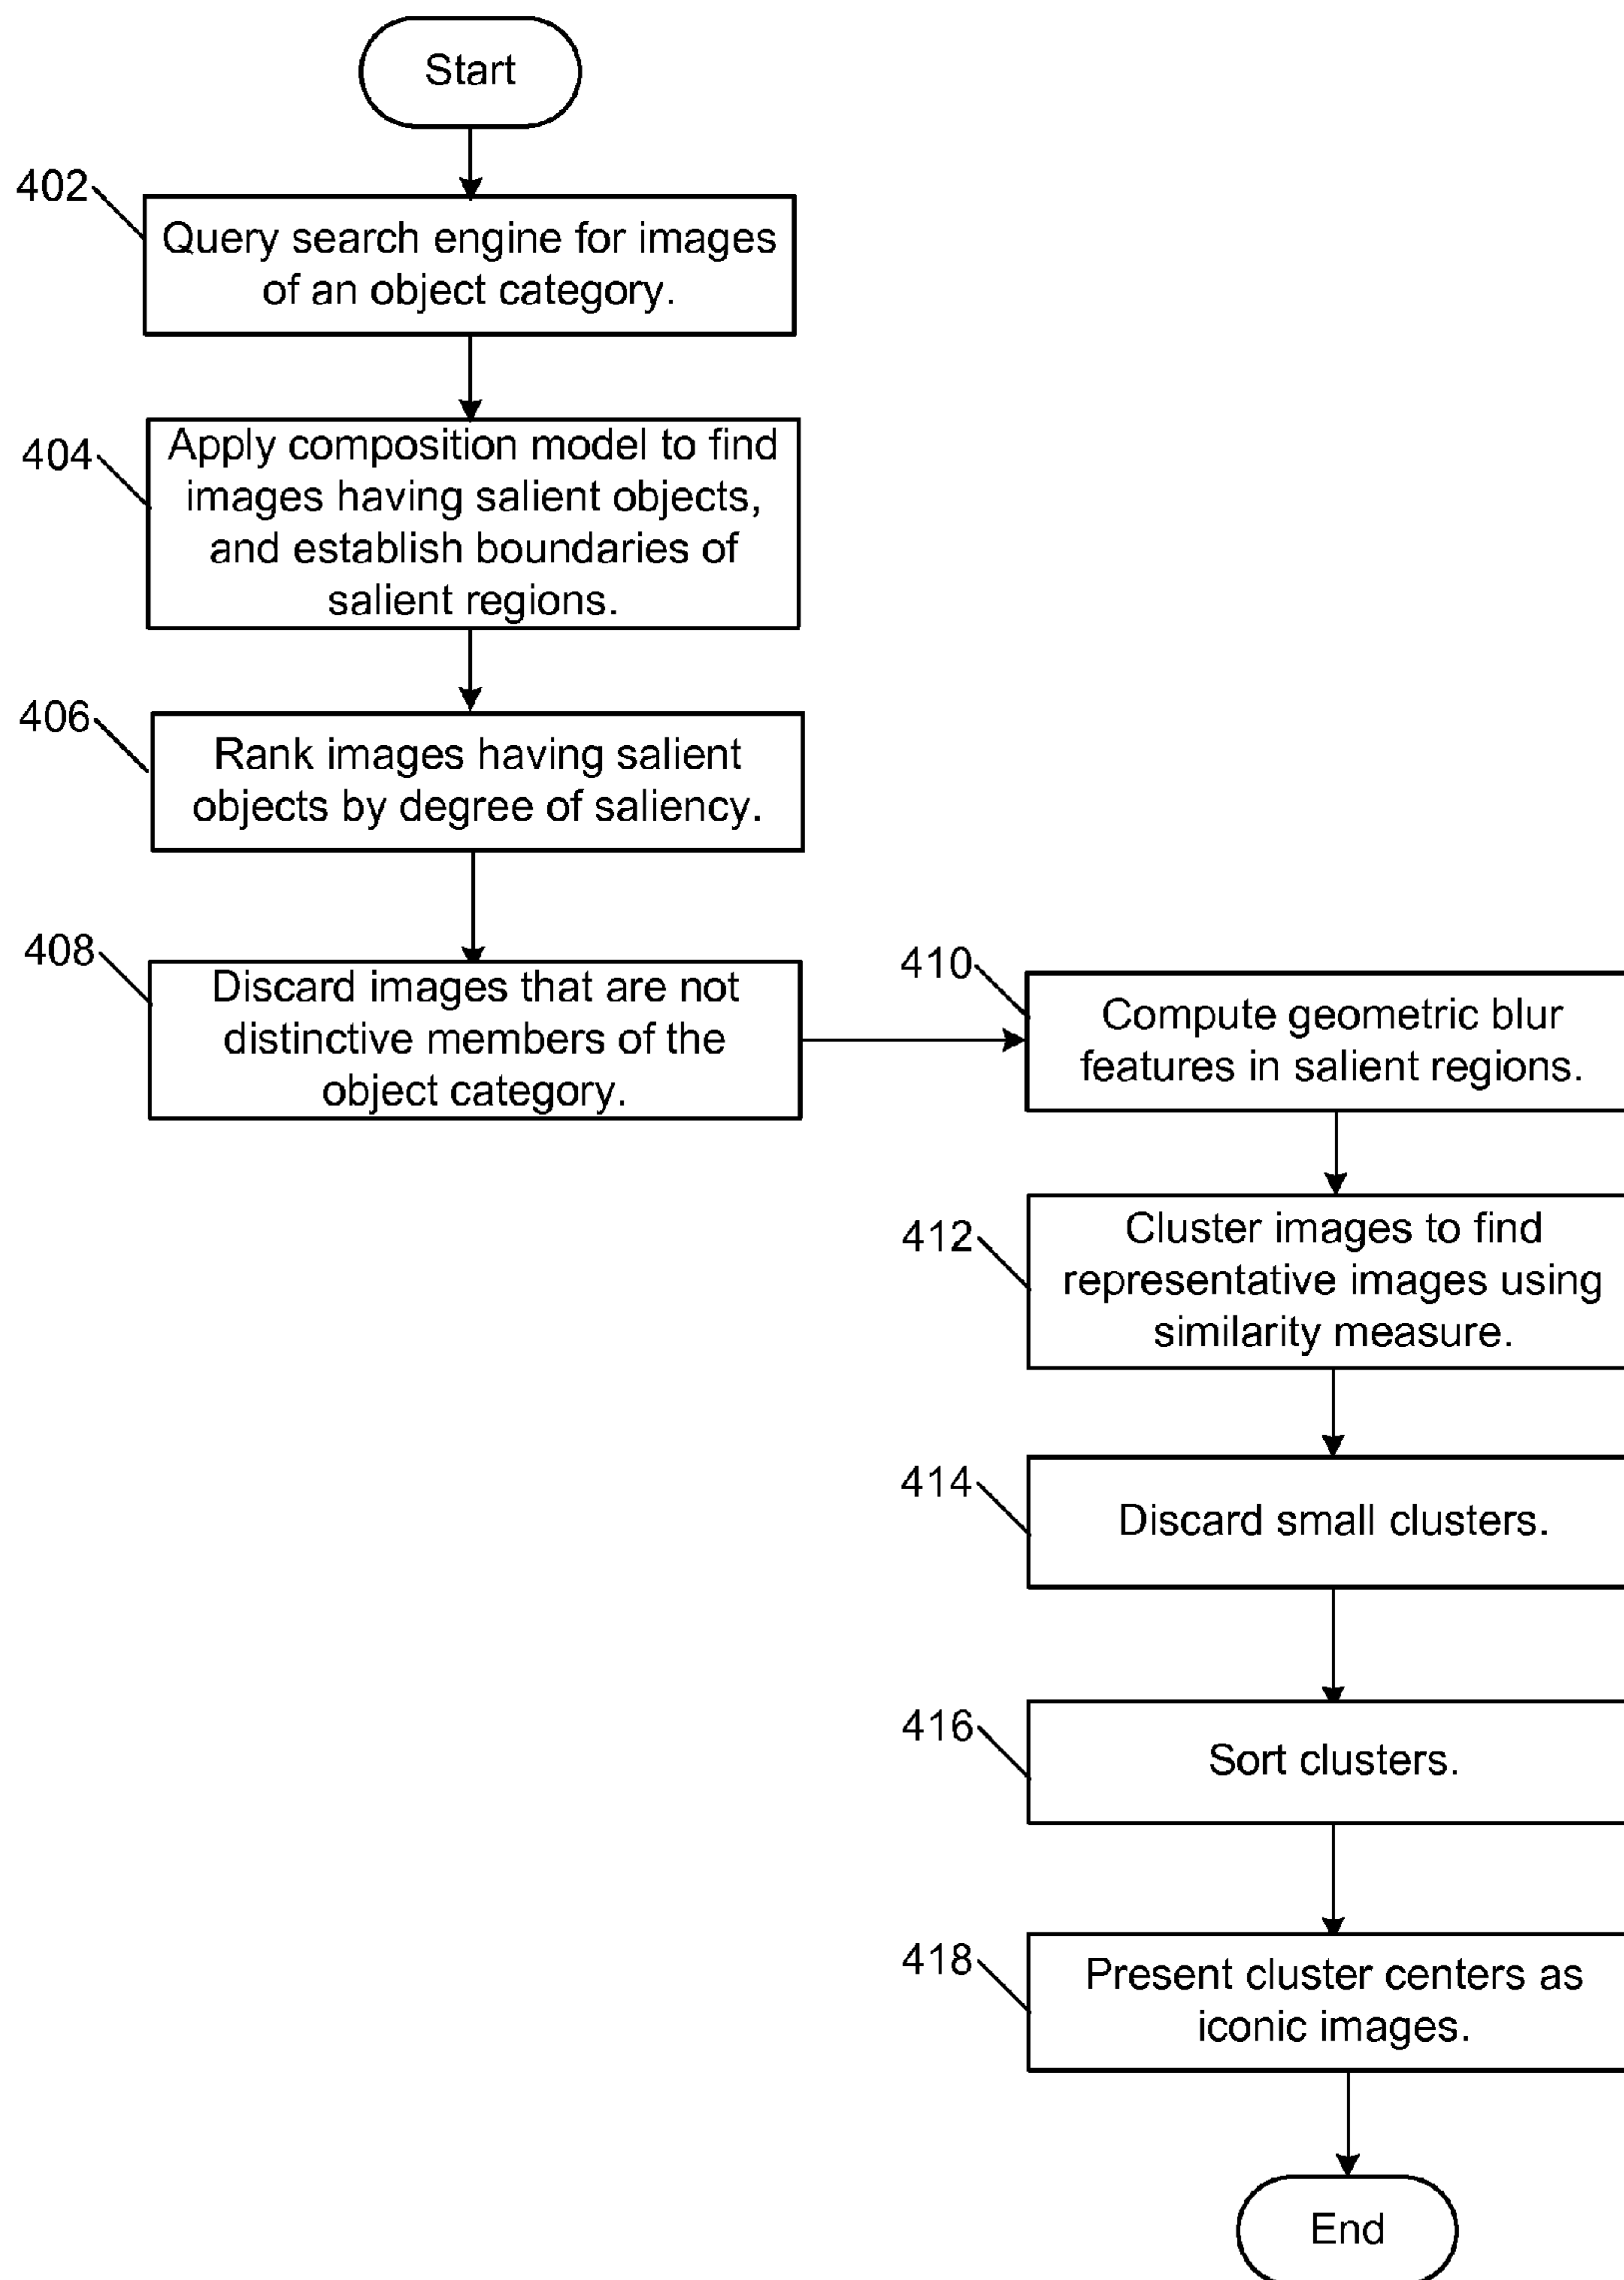 Start
402
Query search engine for images
of an object category.
404
Apply composition model to find
images having salient objects,
and establish boundaries of
salient regions.
406
Rank images having salient
objects by degree of saliency.
408
Discard images that are not
distinctive members of the
object category.
410
Compute geometric blur
features in salient regions.
412
Cluster images to find
representative images using
similarity measure.
414
Discard small clusters.
416
Sort clusters.
418
Present cluster centers as
iconic images.
End